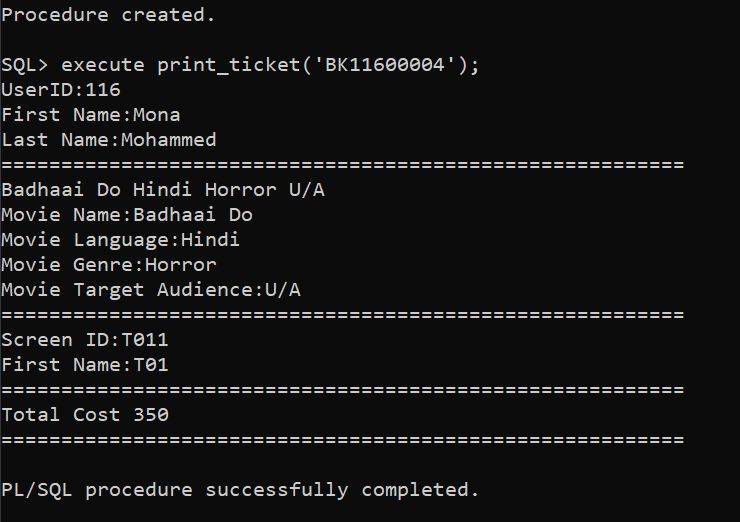 Procedure created.
SQL> execute print_ticket('BK11600004');
UserID:116
First Name:Mona
Last Name:Mohammed
=========================================================
Badhaai Do Hindi Horror U/A
Movie Name:Badhaai Do
Movie Language:Hindi
Movie Genre:Horror
Movie Target Audience:U/A
=========================================================
Screen ID:T011
First Name:T01
=========================================================
Total Cost 350
=========================================================
PL/SQL procedure successfully completed.